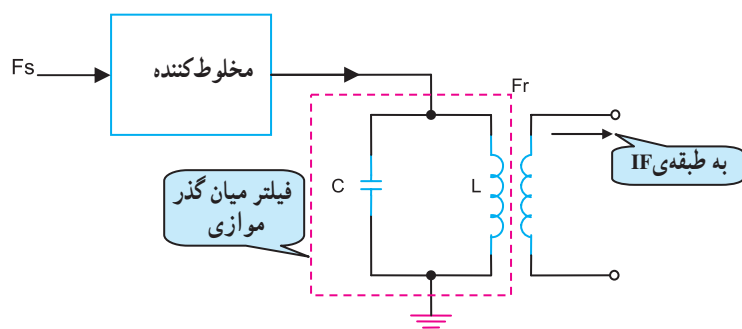 Fs
مخلوط‌کننده
Fr
به طبقه‌ی IF
C
L
فیلتر میان گذر
موازی